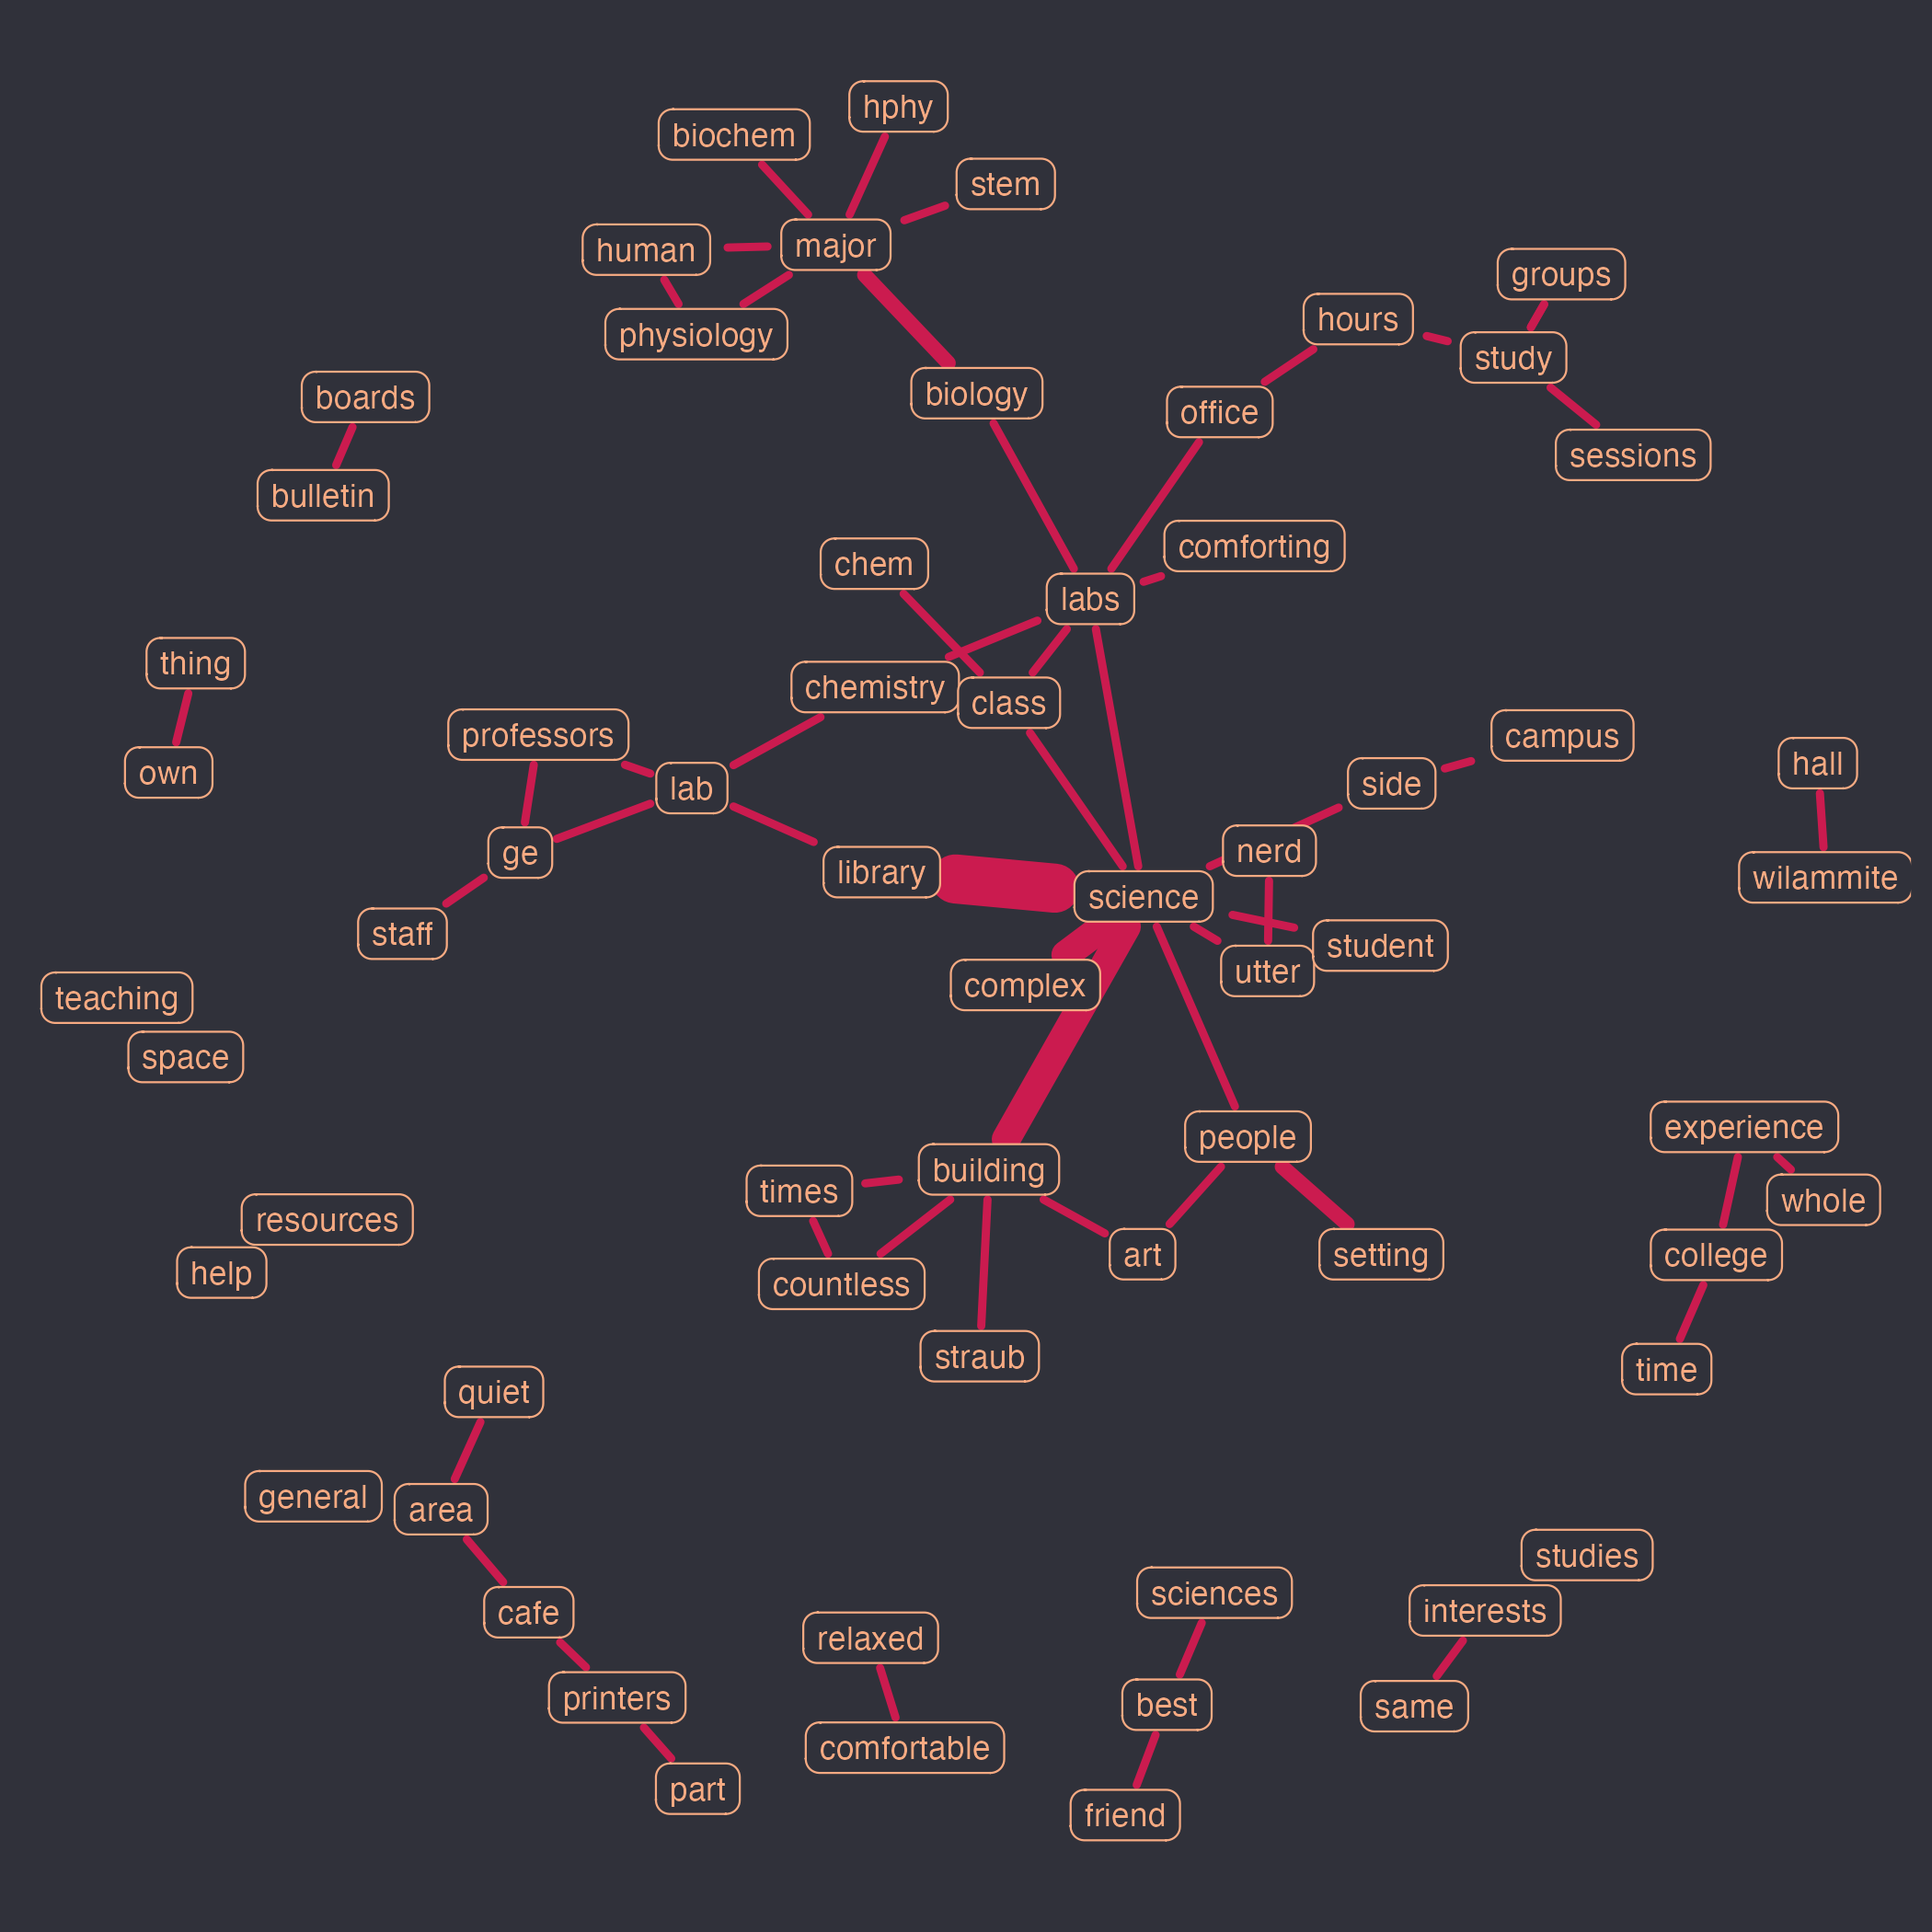 hphy
biochem
stem
major
human
groups
hours
physiology
study
biology
boards
office
sessions
bulletin
comforting
chem
labs
thing
chemistry
class
professors
campus
hall
own
side
lab
nerd
ge
library
wilammite
science
staff
student
utter
complex
teaching
space
experience
people
building
times
whole
resources
art
setting
college
help
countless
straub
time
quiet
general
area
studies
sciences
interests
cafe
relaxed
printers
best
same
comfortable
part
friend